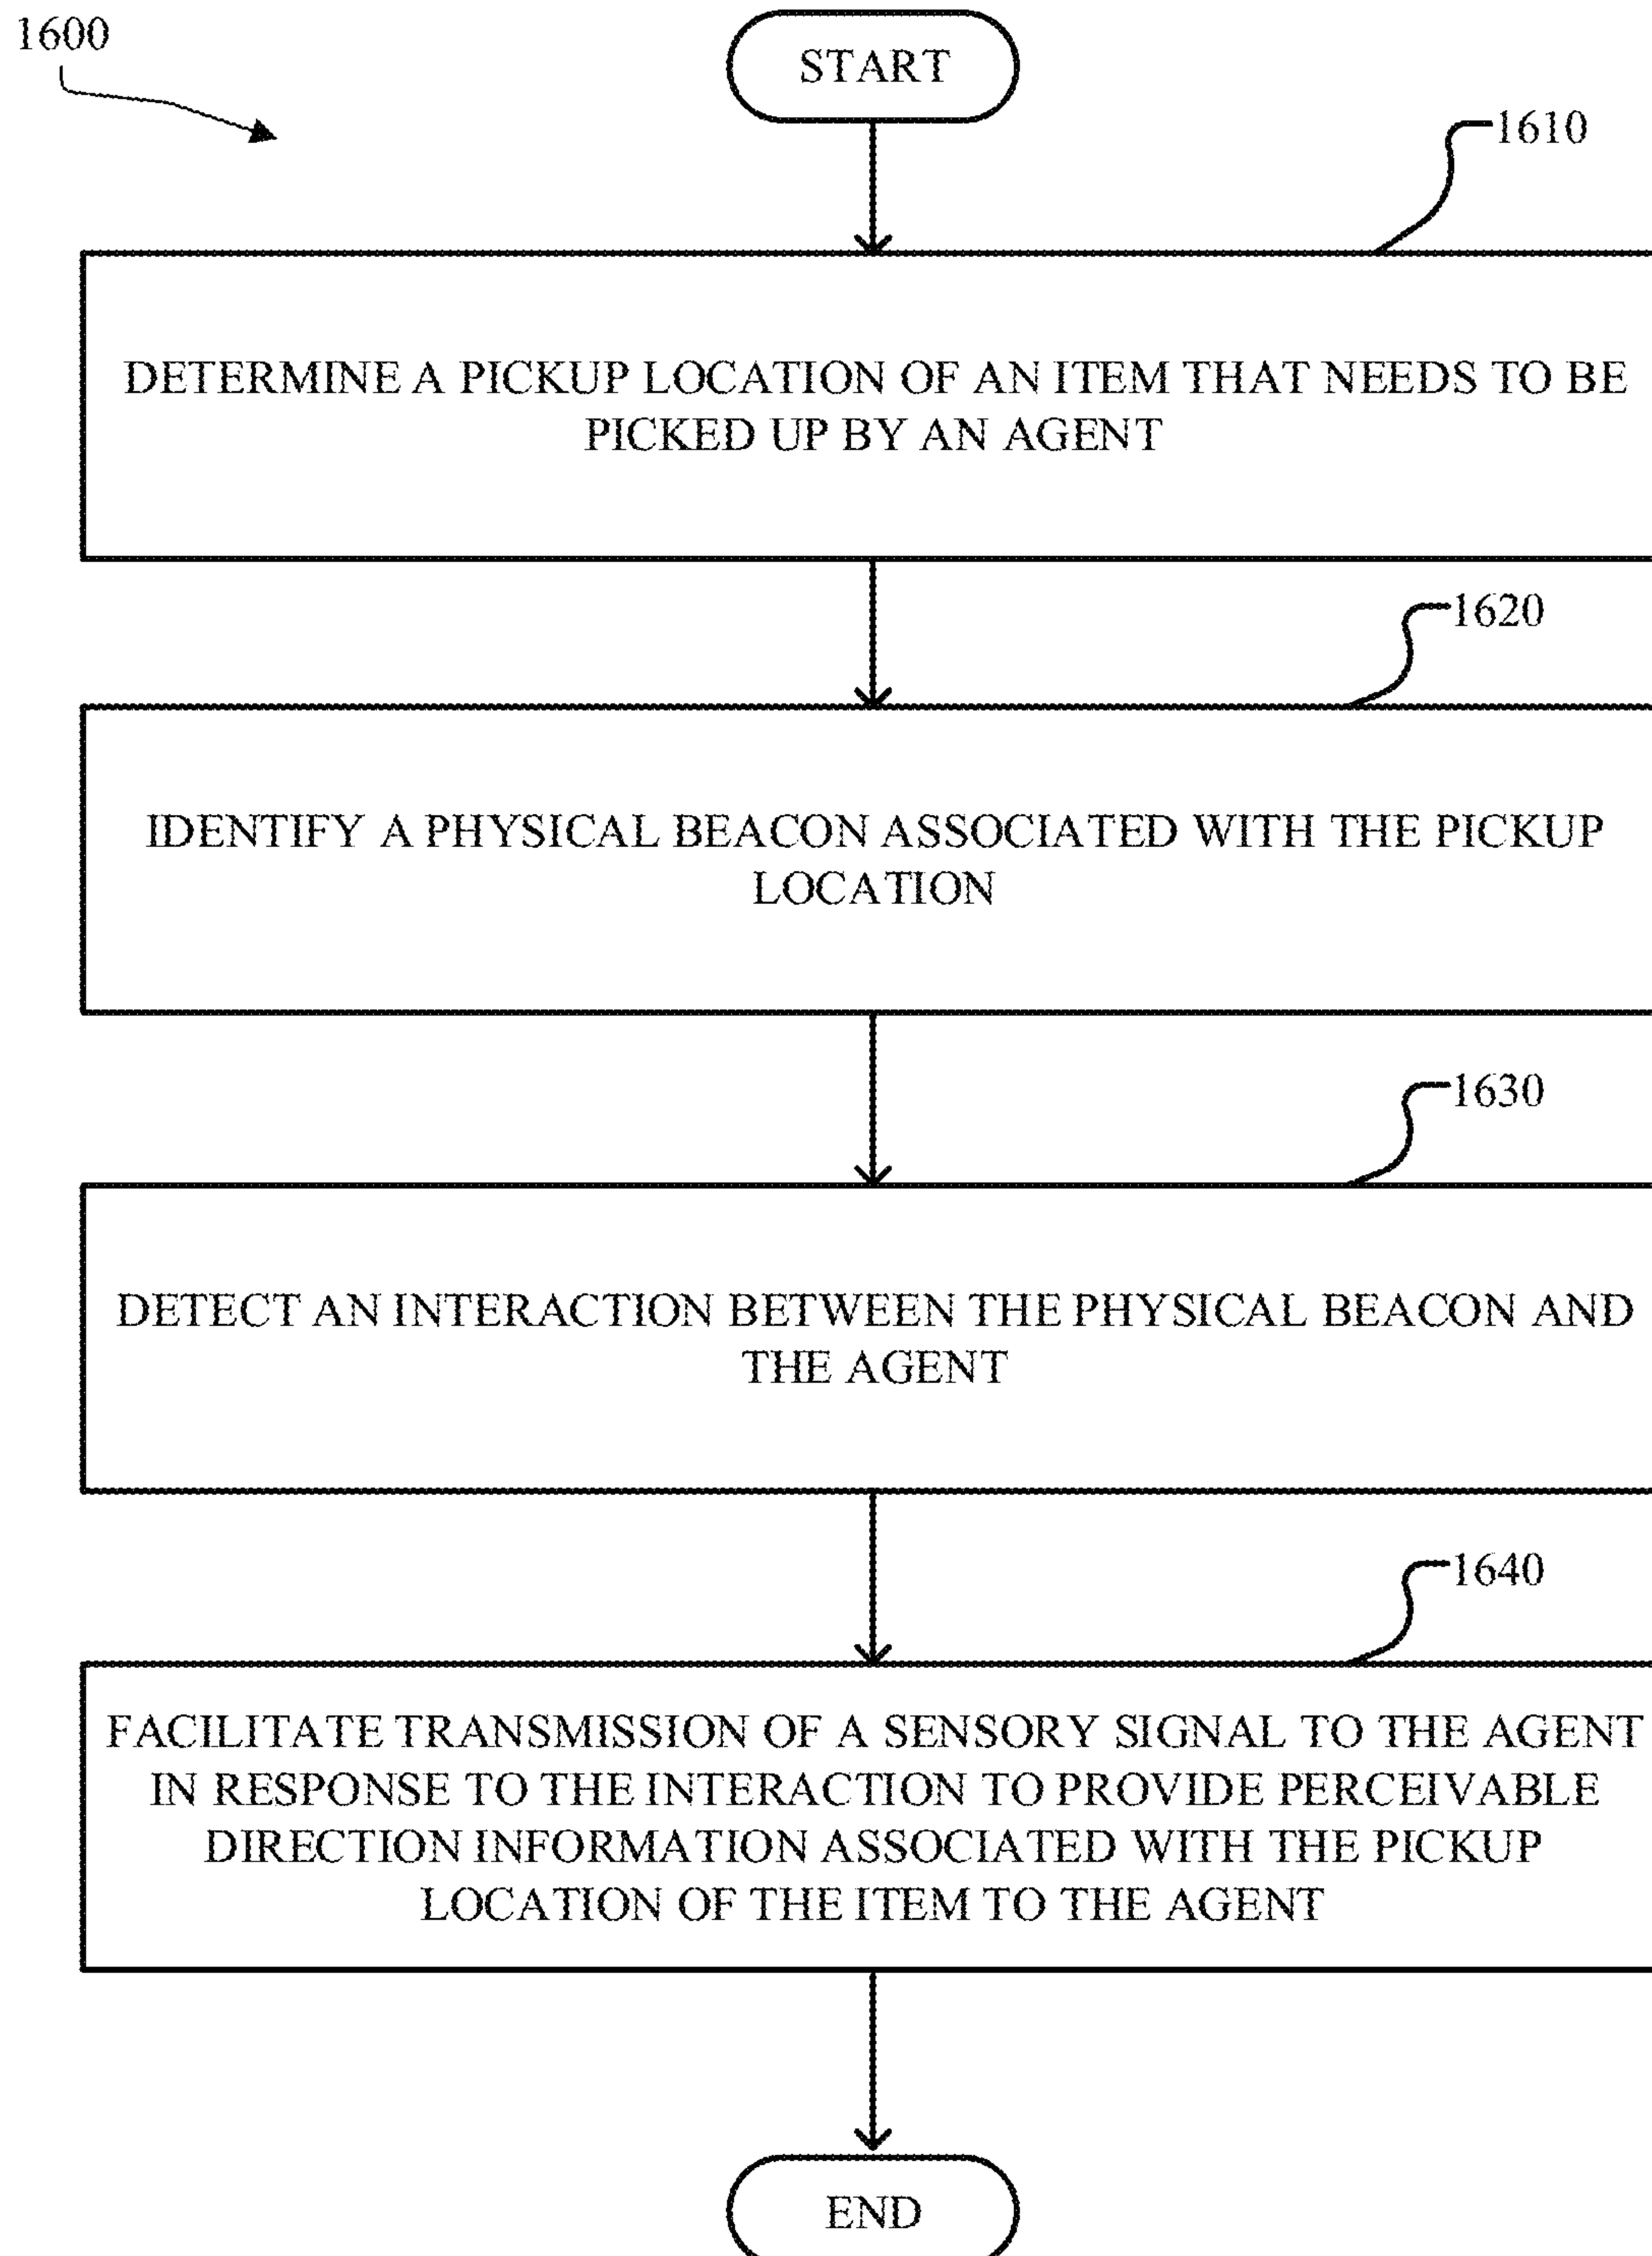 1600
START
1610
DETERMINE A PICKUP LOCATION OF AN ITEM THAT NEEDS TO BE
PICKED UP BY AN AGENT
1620
IDENTIFY A PHYSICAL BEACON ASSOCIATED WITH THE PICKUP
LOCATION
1630
DETECT AN INTERACTION BETWEEN THE PHYSICAL BEACON AND
THE AGENT
1640
FACILITATE TRANSMISSION OF A SENSORY SIGNAL TO THE AGENT
IN RESPONSE TO THE INTERACTION TO PROVIDE PERCEIVABLE
DIRECTION INFORMATION ASSOCIATED WITH THE PICKUP
LOCATION OF THE ITEM TO THE AGENT
END